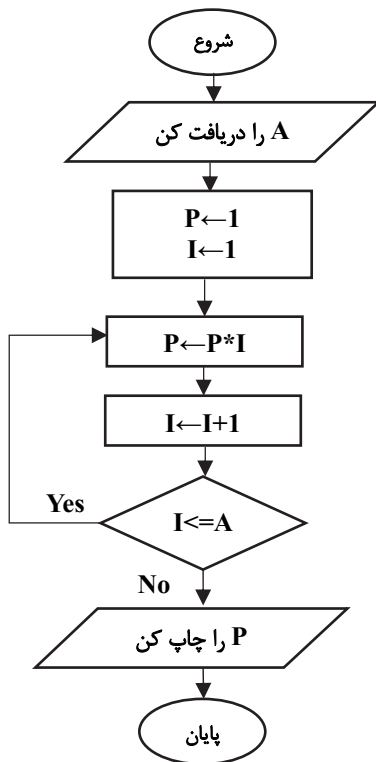 شروع
A را دریافت کن
P←1
I←1
P←P*I
I←I+1
I<=A
Yes
No
P را چاپ کن
پایان